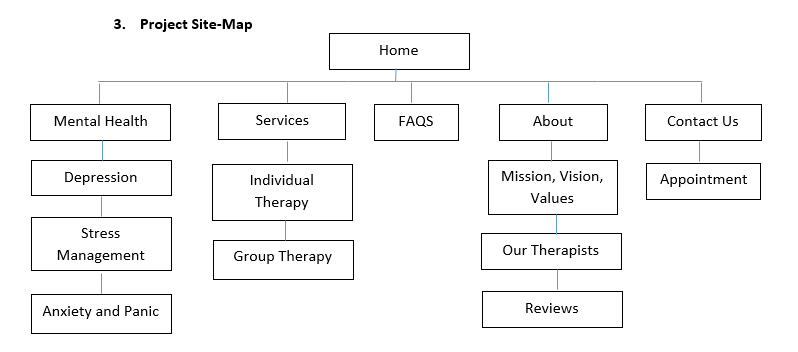 3. Project Site-Map
Home
Mental Health
Services
FAQS
About
Contact Us
Depression
Individual
Therapy
Mission, Vision,
Values
Appointment
Stress
Management
Group Therapy
Our Therapists
Anxiety and Panic
Reviews